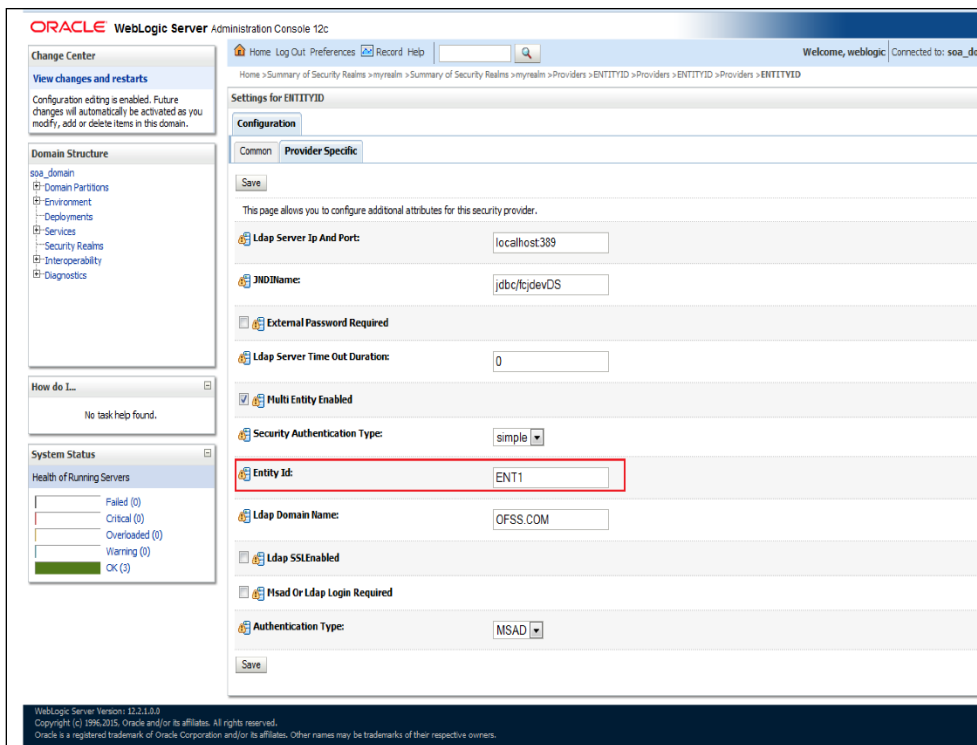 ORACLE WebLogic Server Administration Console 12c
Change Center
View changes and restarts
Configuration editing is enabled. Future
changes will automatically be activated as you
modify, add or delete items in this domain.
Domain Structure
soa_domain
Domain Partitions
Environment
Deployments
Services
Security Realms
Interoperability
Diagnostics
How do I...
No task help found.
System Status
Health of Running Servers
Failed (0)
Critical (0)
Overloaded (0)
Warning (0)
OK (3)
Home Log Out Preferences Record Help
Welcome, weblogic Connected to: soa_do
Home >Summary of Security Realms >myrealm >Summary of Security Realms >myrealm >Providers >ENTITYID >Providers >ENTITYID >Providers >ENTITYID
Settings for ENTITYID
Configuration
Common Provider Specific
Save
This page allows you to configure additional attributes for this security provider.
Ldap Server Ip And Port: localhost:389
JNDIName: jdbc/fcjdevDS
External Password Required
Ldap Server Time Out Duration: 0
Multi Entity Enabled
Security Authentication Type: simple
Entity Id: ENT1
Ldap Domain Name: OFSS.COM
Ldap SSLEnabled
Msad Or Ldap Login Required
Authentication Type: MSAD
Save
WebLogic Server Version: 12.2.1.0.0
Copyright (c) 1996,2015, Oracle and/or its affiliates. All rights reserved.
Oracle is a registered trademark of Oracle Corporation and/or its affiliates. Other names may be trademarks of their respective owners.